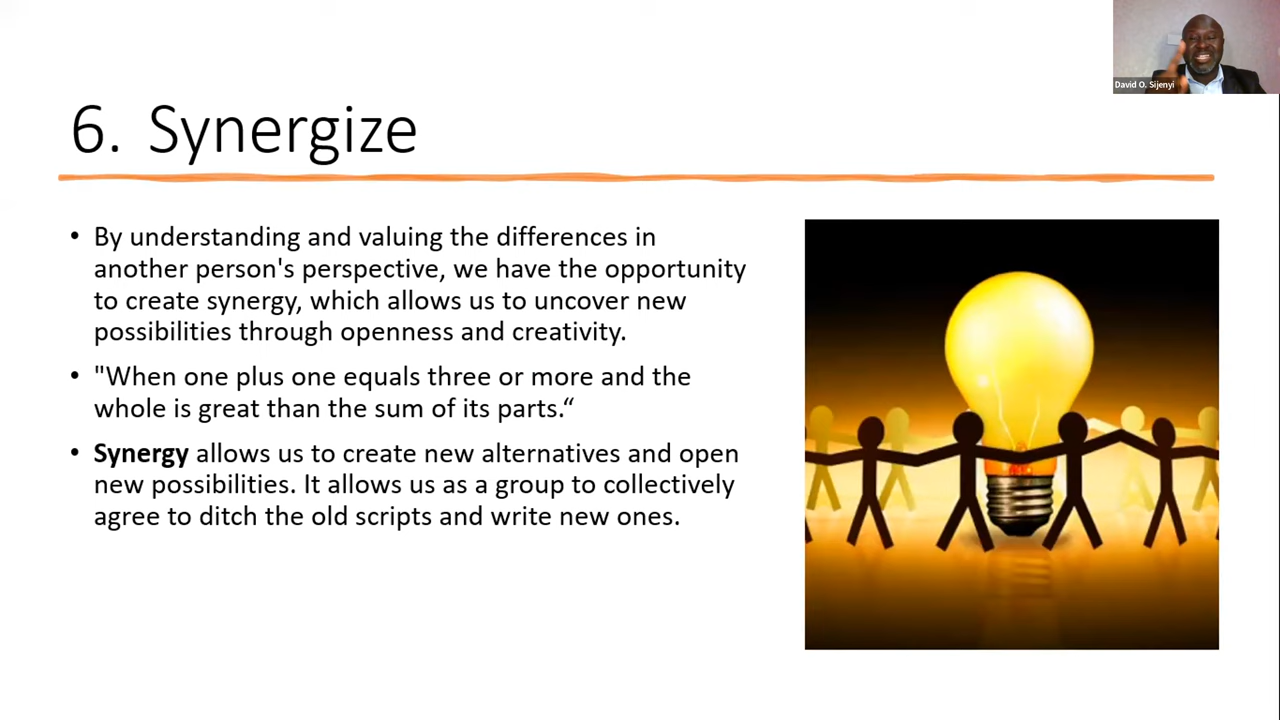 David O. Sijenyi
6. Synergize
• By understanding and valuing the differences in
another person's perspective, we have the opportunity
to create synergy, which allows us to uncover new
possibilities through openness and creativity.
• "When one plus one equals three or more and the
whole is great than the sum of its parts.“
• Synergy allows us to create new alternatives and open
new possibilities. It allows us as a group to collectively
agree to ditch the old scripts and write new ones.